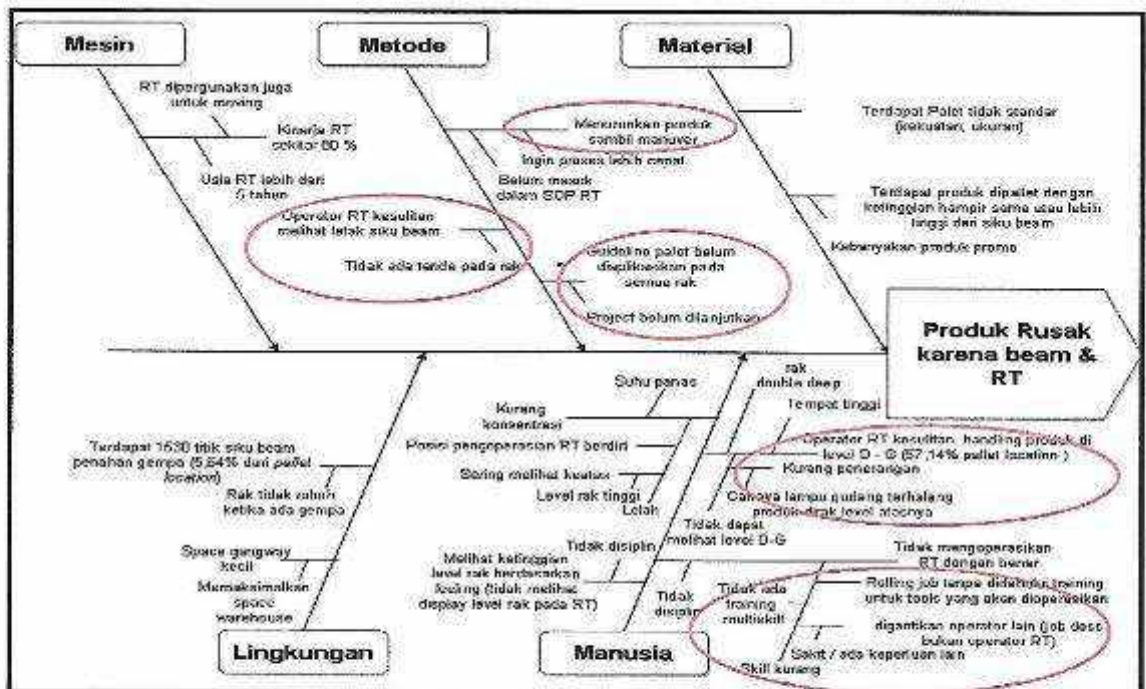 Mesin
Metode
Material
RT dipergunakan juga
untuk moving
Kinerja RT
sekitar 60 %
Usia RT lebih dari
5 tahun
Menurunkan produk
sambil manuver
Ingin proses lebih cepat
Belum masuk
dalam SOP RT
Operator RT kesulitan
melihat letak siku beam
Tidak ada tanda pada rak
Guideline palet belum
diaplikasikan pada
semua rak
Project belum dilanjutkan
Terdapat Palet tidak standar
(kekuatan, ukuran)
Terdapat produk dipallet dengan
ketinggian hampir sama atau lebih
tinggi dari siku beam
Kebanyakan produk promo
Produk Rusak
karena beam &
RT
Terdapat 1630 titik siku beam
penahan gempa (5,64% dari pallet
location)
Rak tidak roboh
ketika ada gempa
Space gangway
kecil
Memaksimalkan
space
warehouse
Lingkungan
Suhu panas
Kurang
konsentrasi
Posisi pengoperasian RT berdiri
Sering melihat keatas
Level rak tinggi
Lelah
rak
double deep
Tempat tinggi
Operator RT kesulitan handling produk di
level D - G (57,14% pallet location )
Kurang penerangan
Cahaya lampu gudang terhalang
produk dirak level atasnya
Tidak dapat
melihat level D-G
Tidak disiplin
Melihat ketinggian
level rak berdasarkan
feeling (tidak melihat
display level rak pada RT)
Tidak
disiplin
Tidak mengoperasikan
RT dengan benar
Tidak ada
training
multiskill
Rolling job tanpa didahului training
untuk tools yang akan dioperasikan
digantikan operator lain (job desc
bukan operator RT)
Sakit / ada keperluan lain
Skill kurang
Manusia